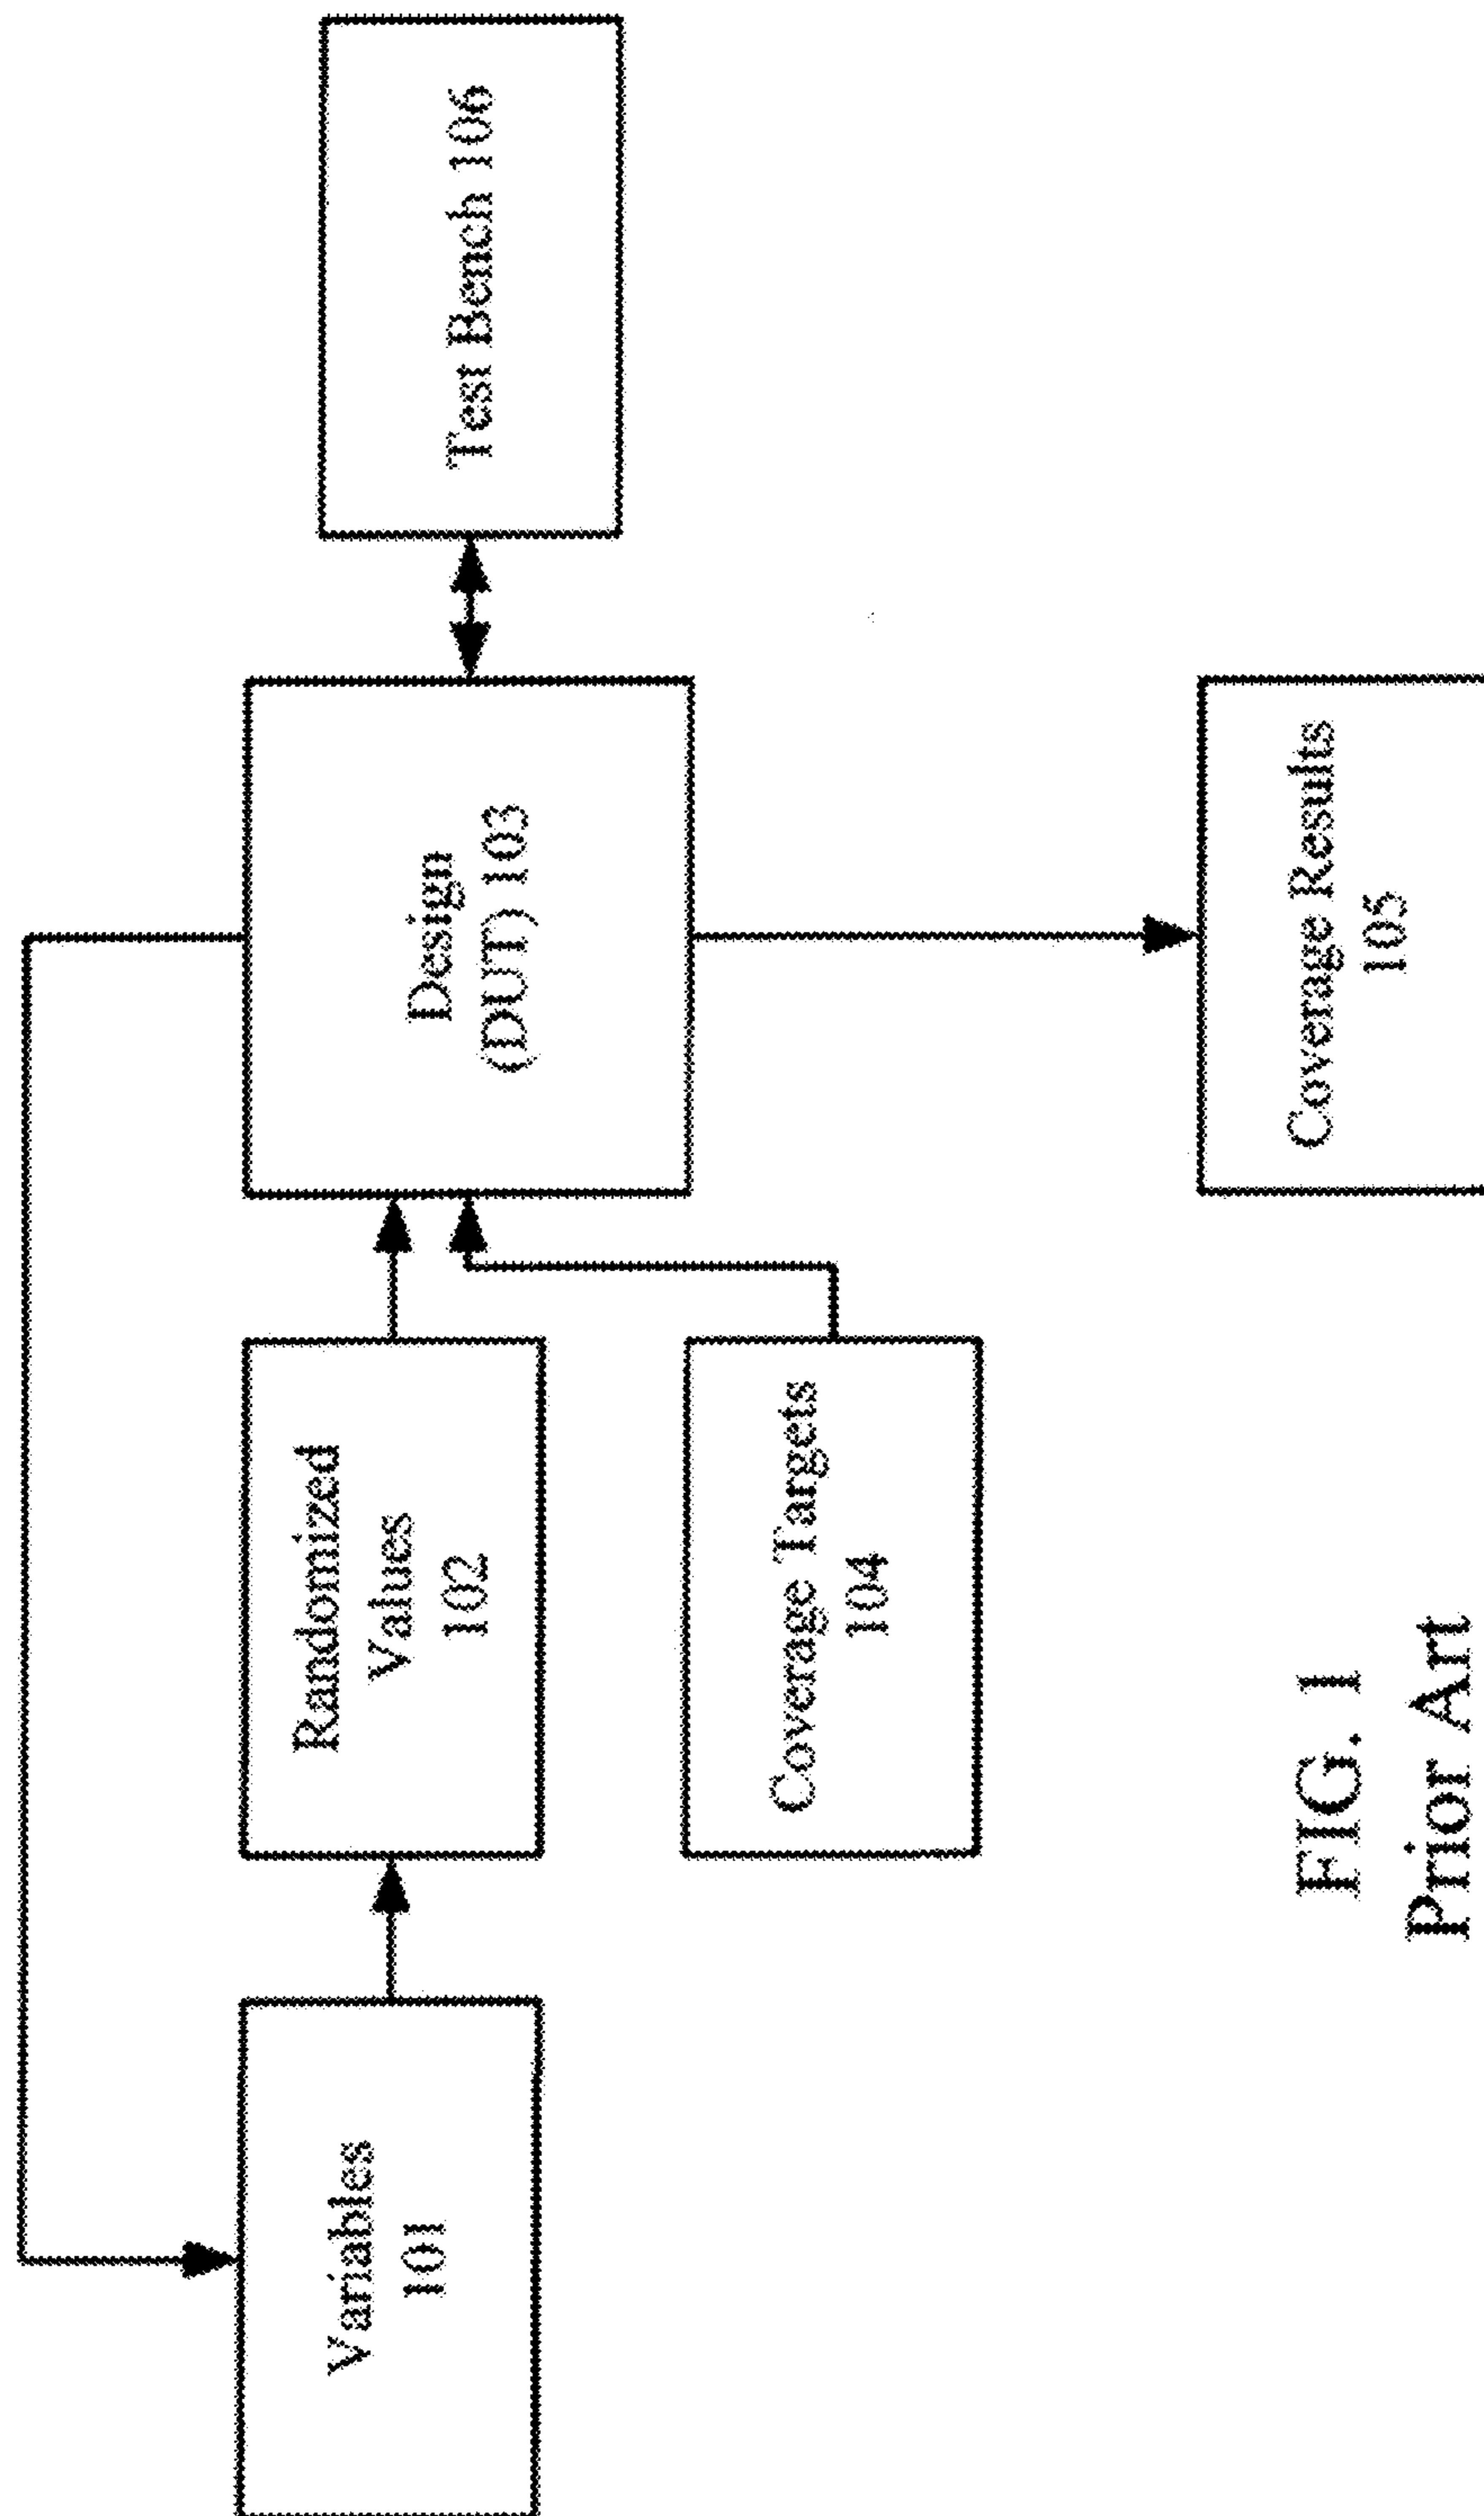 Variables
101
Randomized
Values
102
Coverage Targets
104
Design
(DUT) 103
Test Bench 106
Coverage Results
105
FIG. 1
Prior Art